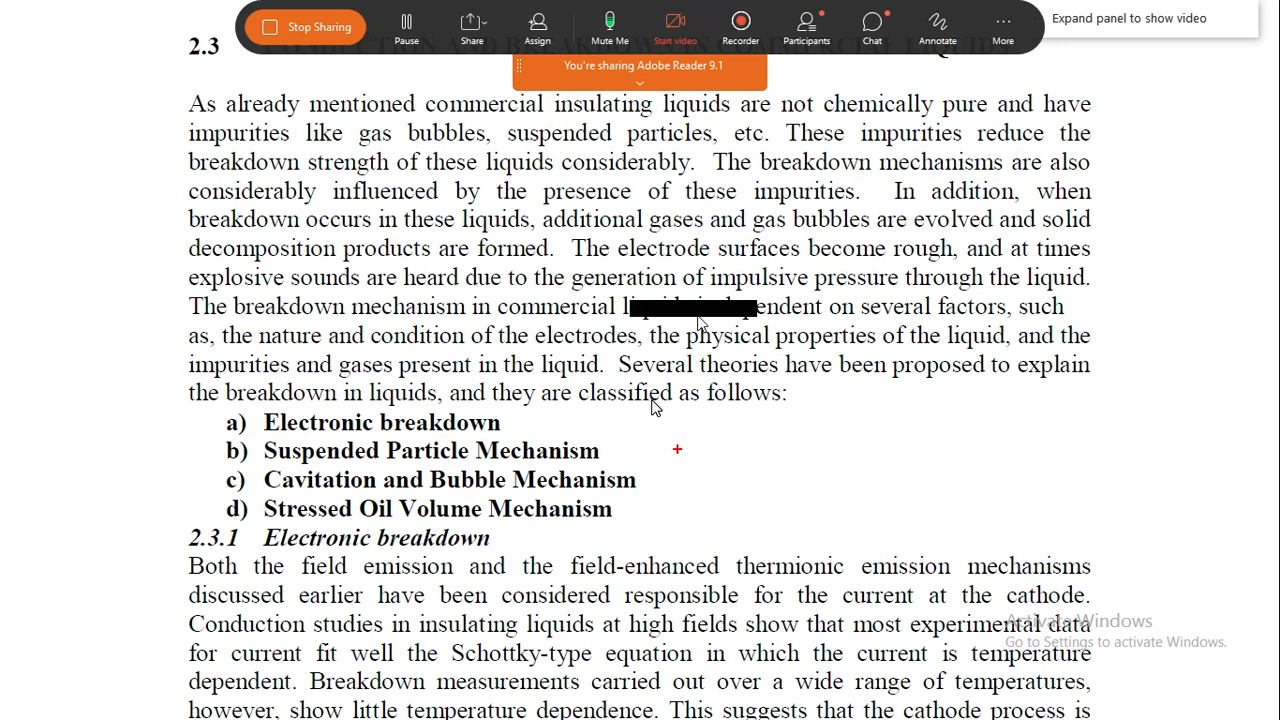 Stop Sharing
Pause
Share
Assign
Mute Me
Start video
Recorder
Participants
Chat
Annotate
More
Expand panel to show video
2.3
You're sharing Adobe Reader 9.1
As already mentioned commercial insulating liquids are not chemically pure and have
impurities like gas bubbles, suspended particles, etc. These impurities reduce the
breakdown strength of these liquids considerably. The breakdown mechanisms are also
considerably influenced by the presence of these impurities. In addition, when
breakdown occurs in these liquids, additional gases and gas bubbles are evolved and solid
decomposition products are formed. The electrode surfaces become rough, and at times
explosive sounds are heard due to the generation of impulsive pressure through the liquid.
The breakdown mechanism in commercial on several factors, such
as, the nature and condition of the electrodes, the physical properties of the liquid, and the
impurities and gases present in the liquid. Several theories have been proposed to explain
the breakdown in liquids, and they are classified as follows:
a) Electronic breakdown
b) Suspended Particle Mechanism
c) Cavitation and Bubble Mechanism
d) Stressed Oil Volume Mechanism
2.3.1 Electronic breakdown
Both the field emission and the field-enhanced thermionic emission mechanisms
discussed earlier have been considered responsible for the current at the cathode.
Conduction studies in insulating liquids at high fields show that most experimental data
for current fit well the Schottky-type equation in which the current is temperature
dependent. Breakdown measurements carried out over a wide range of temperatures,
however, show little temperature dependence. This suggests that the cathode process is
Activate Windows
Go to Settings to activate Windows.